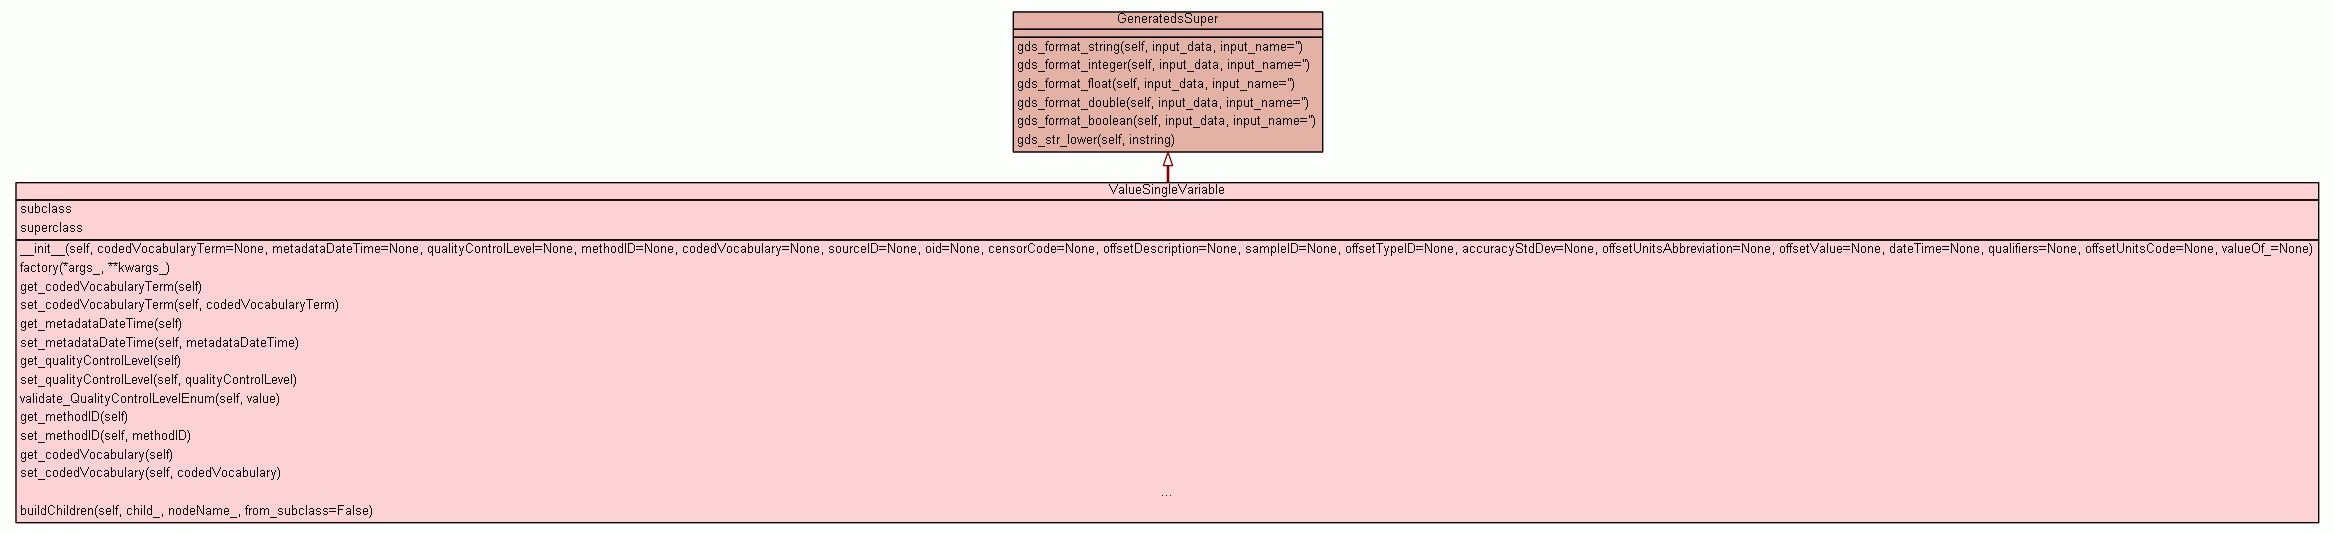 GeneratedsSuper
gds_format_string(self, input_data, input_name='')
gds_format_integer(self, input_data, input_name='')
gds_format_float(self, input_data, input_name='')
gds_format_double(self, input_data, input_name='')
gds_format_boolean(self, input_data, input_name='')
gds_str_lower(self, instring)
ValueSingleVariable
subclass
superclass
__init__(self, codedVocabularyTerm=None, metadataDateTime=None, qualityControlLevel=None, methodID=None, codedVocabulary=None, sourceID=None, oid=None, censorCode=None, offsetDescription=None, sampleID=None, offsetTypeID=None, accuracyStdDev=None, offsetUnitsAbbreviation=None, offsetValue=None, dateTime=None, qualifiers=None, offsetUnitsCode=None, valueOf_=None)
factory(*args_, **kwargs_)
get_codedVocabularyTerm(self)
set_codedVocabularyTerm(self, codedVocabularyTerm)
get_metadataDateTime(self)
set_metadataDateTime(self, metadataDateTime)
get_qualityControlLevel(self)
set_qualityControlLevel(self, qualityControlLevel)
validate_QualityControlLevelEnum(self, value)
get_methodID(self)
set_methodID(self, methodID)
get_codedVocabulary(self)
set_codedVocabulary(self, codedVocabulary)
...
buildChildren(self, child_, nodeName_, from_subclass=False)